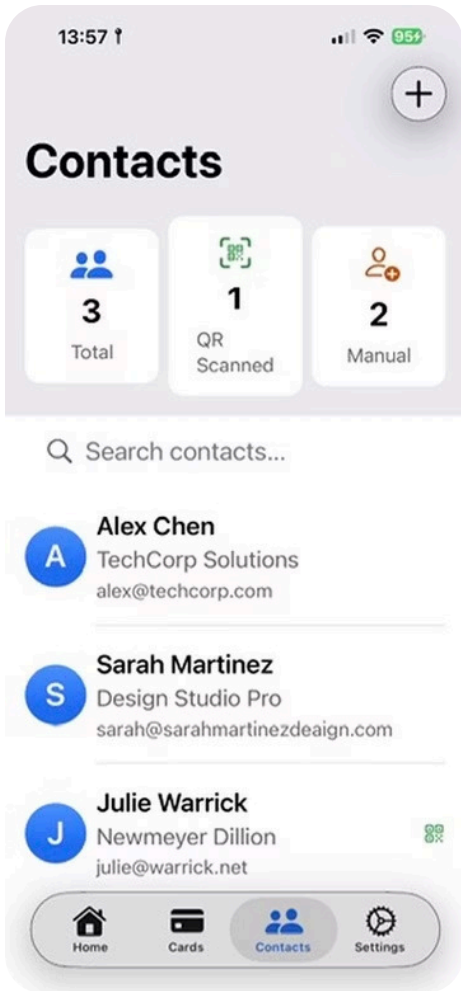 13:57
95
Contacts
3
Total
1
QR
Scanned
2
Manual
Search contacts...
A
Alex Chen
TechCorp Solutions
alex@techcorp.com
S
Sarah Martinez
Design Studio Pro
sarah@sarahmartinezdeaign.com
J
Julie Warrick
Newmeyer Dillion
julie@warrick.net
Home
Cards
Contacts
Settings